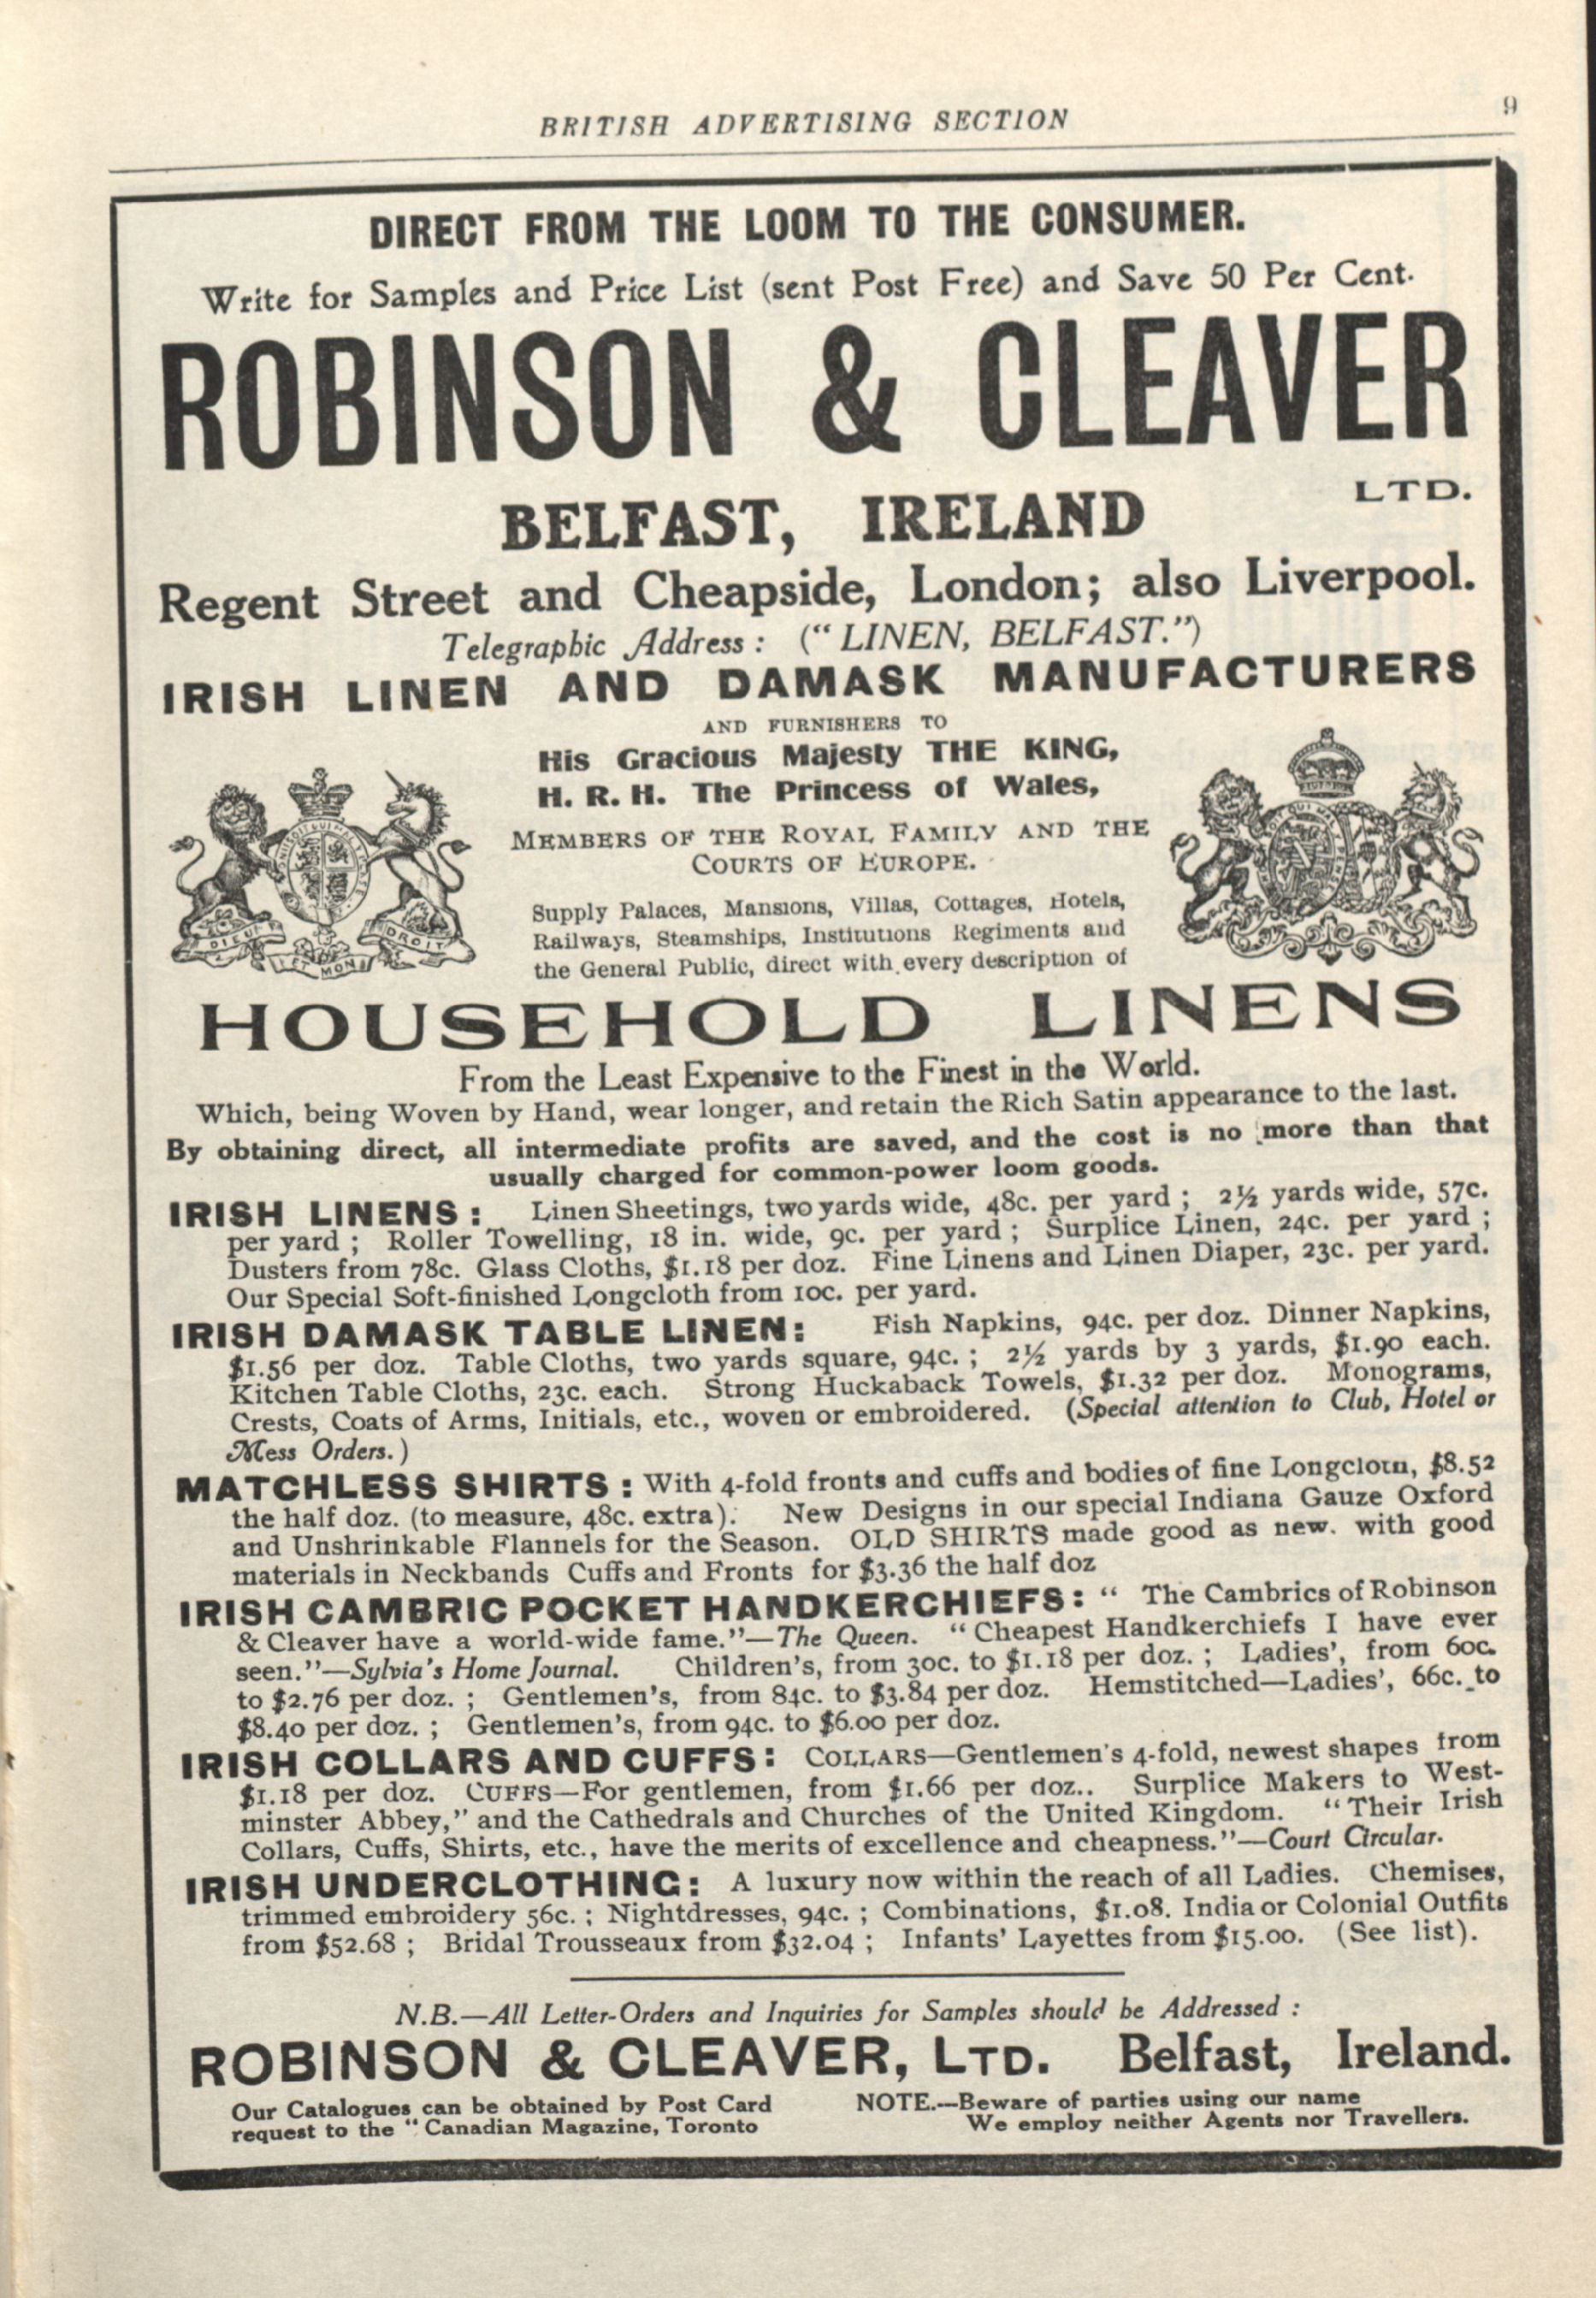 BRITISH ADVERTISING SECTION
9
DIRECT FROM THE LOOM TO THE CONSUMER.
Write for Samples and Price List (sent Post Free) and Save 50 Per Cent.
ROBINSON & CLEAVER
LTD.
BELFAST, IRELAND
Regent Street and Cheapside, London; also Liverpool.
Telegraphic Address: ("LINEN, BELFAST.")
IRISH LINEN AND DAMASK MANUFACTURERS
AND FURNISHERS TO
His Gracious Majesty THE KING,
H. R. H. The Princess of Wales,
MEMBERS OF THE ROYAL FAMILY AND THE
COURTS OF EUROPE.
Supply Palaces, Mansions, Villas, Cottages, Hotels,
Railways, Steamships, Institutions Regiments and
the General Public, direct with every description of
DIEU ET MON DROIT
HOUSEHOLD LINENS
From the Least Expensive to the Finest in the World.
Which, being Woven by Hand, wear longer, and retain the Rich Satin appearance to the last.
By obtaining direct, all intermediate profits are saved, and the cost is no more than that
usually charged for common-power loom goods.
IRISH LINENS: Linen Sheetings, two yards wide, 48c. per yard; 2½ yards wide, 57c.
per yard; Roller Towelling, 18 in. wide, 9c. per yard; Surplice Linen, 24c. per yard;
Dusters from 78c. Glass Cloths, $1.18 per doz. Fine Linens and Linen Diaper, 23c. per yard.
Our Special Soft-finished Longcloth from 10c. per yard.
IRISH DAMASK TABLE LINEN: Fish Napkins, 94c. per doz. Dinner Napkins,
$1.56 per doz. Table Cloths, two yards square, 94c.; 2½ yards by 3 yards, $1.90 each.
Kitchen Table Cloths, 23c. each. Strong Huckaback Towels, $1.32 per doz. Monograms,
Crests, Coats of Arms, Initials, etc., woven or embroidered. (Special attention to Club, Hotel or
Mess Orders.)
MATCHLESS SHIRTS: With 4-fold fronts and cuffs and bodies of fine Longcloth, $8.52
the half doz. (to measure, 48c. extra). New Designs in our special Indiana Gauze Oxford
and Unshrinkable Flannels for the Season. OLD SHIRTS made good as new. with good
materials in Neckbands Cuffs and Fronts for $3.36 the half doz
IRISH CAMBRIC POCKET HANDKERCHIEFS: "The Cambrics of Robinson
& Cleaver have a world-wide fame."—The Queen. "Cheapest Handkerchiefs I have ever
seen."—Sylvia's Home Journal. Children's, from 30c. to $1.18 per doz.; Ladies', from 60c.
to $2.76 per doz.; Gentlemen's, from 84c. to $3.84 per doz. Hemstitched—Ladies', 66c. to
$8.40 per doz.; Gentlemen's, from 94c. to $6.00 per doz.
IRISH COLLARS AND CUFFS: COLLARS—Gentlemen's 4-fold, newest shapes from
$1.18 per doz. CUFFS—For gentlemen, from $1.66 per doz.. Surplice Makers to West-
minster Abbey," and the Cathedrals and Churches of the United Kingdom. "Their Irish
Collars, Cuffs, Shirts, etc., have the merits of excellence and cheapness."—Court Circular.
IRISH UNDERCLOTHING: A luxury now within the reach of all Ladies. Chemises,
trimmed embroidery 56c.; Nightdresses, 94c.; Combinations, $1.08. India or Colonial Outfits
from $52.68; Bridal Trousseaux from $32.04; Infants' Layettes from $15.00. (See list).
N.B.—All Letter-Orders and Inquiries for Samples should be Addressed:
ROBINSON & CLEAVER, LTD. Belfast, Ireland.
Our Catalogues can be obtained by Post Card
request to the "Canadian Magazine, Toronto
NOTE.—Beware of parties using our name
We employ neither Agents nor Travellers.